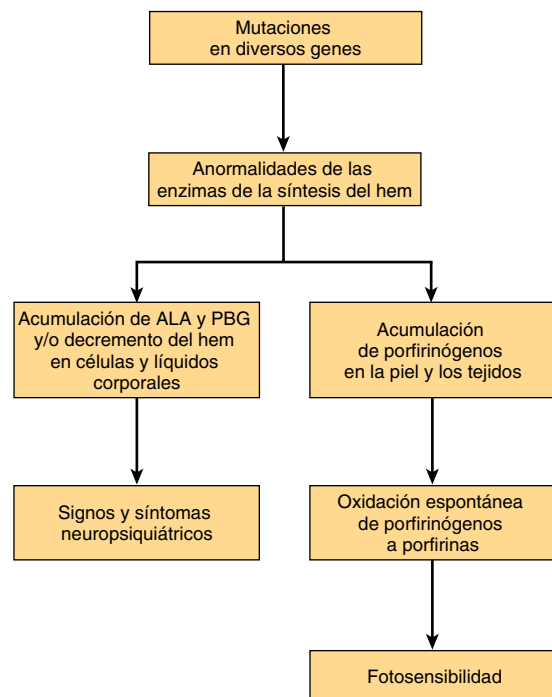 Mutaciones
en diversos genes
Anormalidades de las
enzimas de la síntesis del hem
Acumulación de ALA y PBG
y/o decremento del hem
en células y líquidos
corporales
Acumulación
de porfirinógenos
en la piel y los tejidos
Signos y síntomas
neuropsiquiátricos
Oxidación espontánea
de porfirinógenos
a porfirinas
Fotosensibilidad